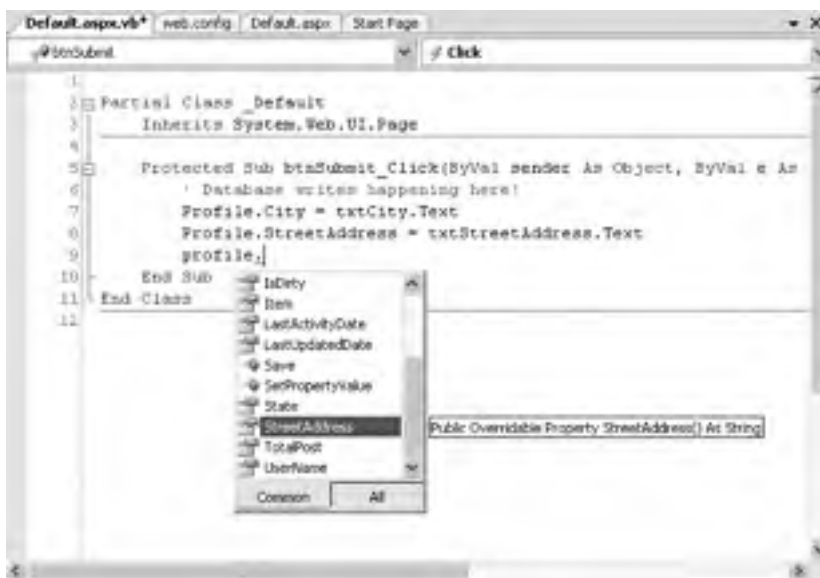 Default.aspx.vb* web.config Default.aspx Start Page
btnSubmit Click
1
2 Partial Class _Default
3 Inherits System.Web.UI.Page
4
5 Protected Sub btnSubmit_Click(ByVal sender As Object, ByVal e As
6 ' Database writes happening here!
7 Profile.City = txtCity.Text
8 Profile.StreetAddress = txtStreetAddress.Text
9 profile.
10 End Sub
11 End Class
12
IsDirty
Item
LastActivityDate
LastUpdatedDate
Save
SetPropertyValue
State
StreetAddress
TotalPost
UserName
Common All
Public Overridable Property StreetAddress() As String